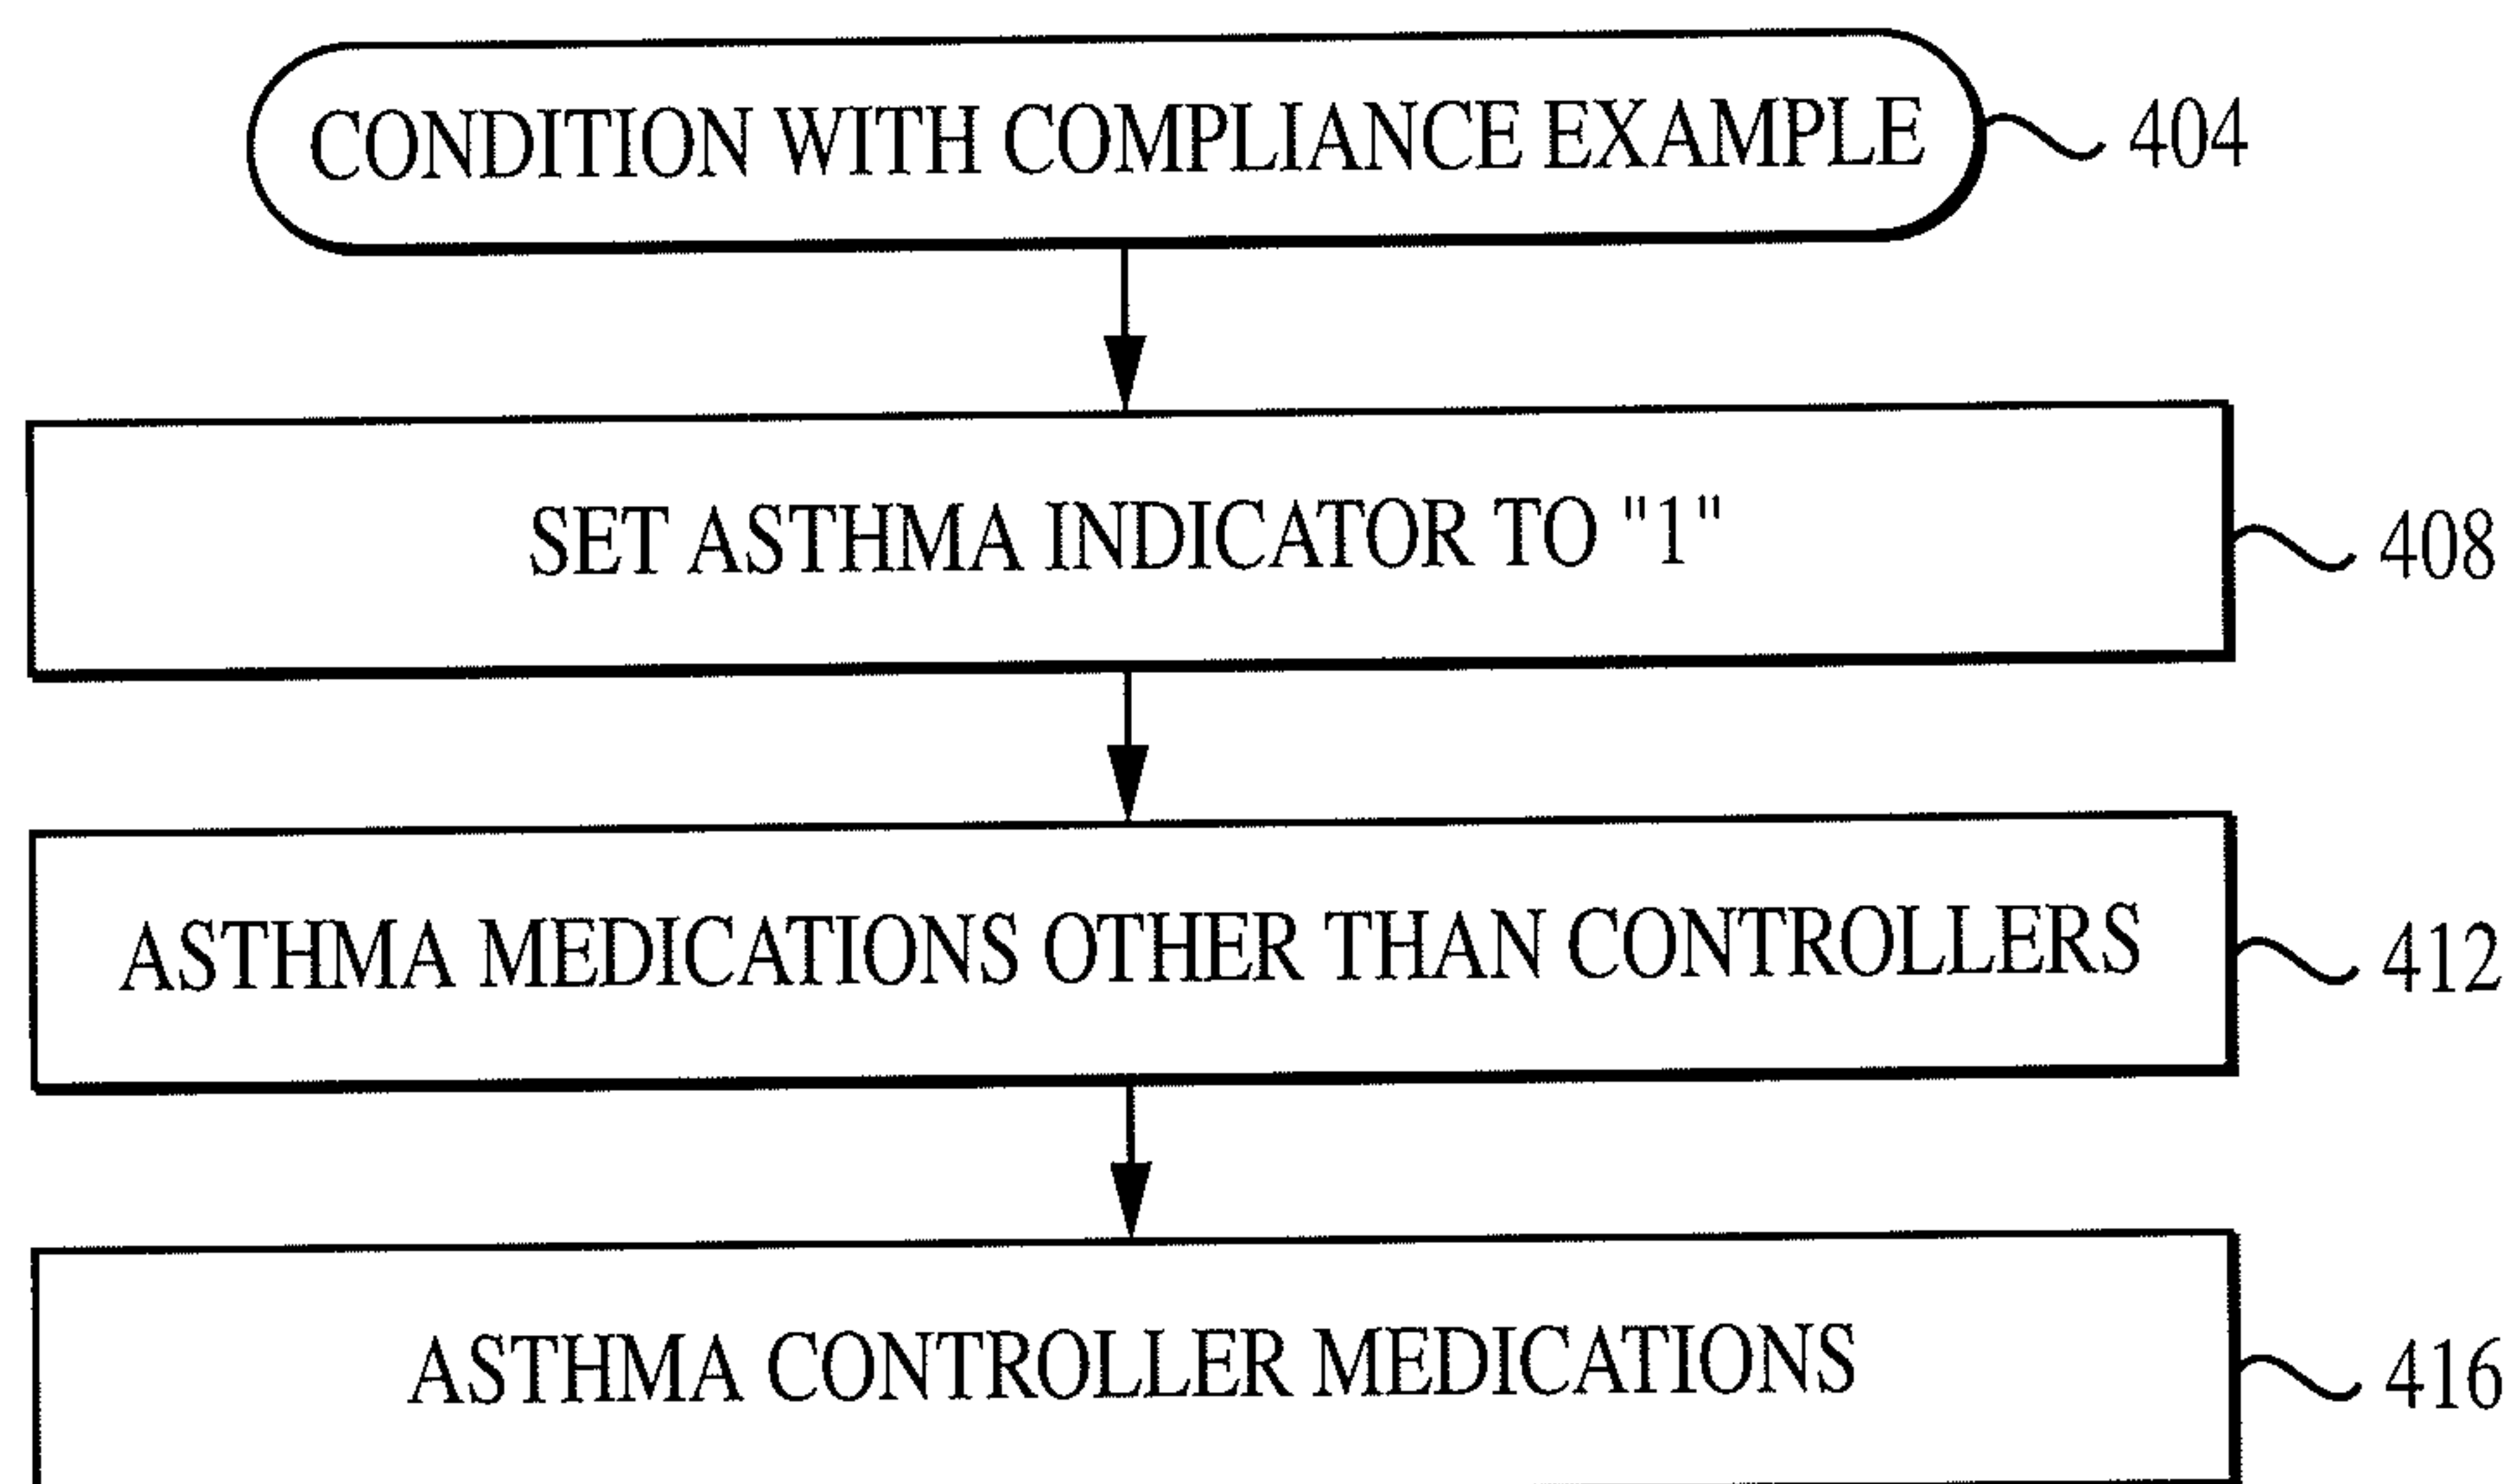 CONDITION WITH COMPLIANCE EXAMPLE 404
SET ASTHMA INDICATOR TO "1" 408
ASTHMA MEDICATIONS OTHER THAN CONTROLLERS 412
ASTHMA CONTROLLER MEDICATIONS 416